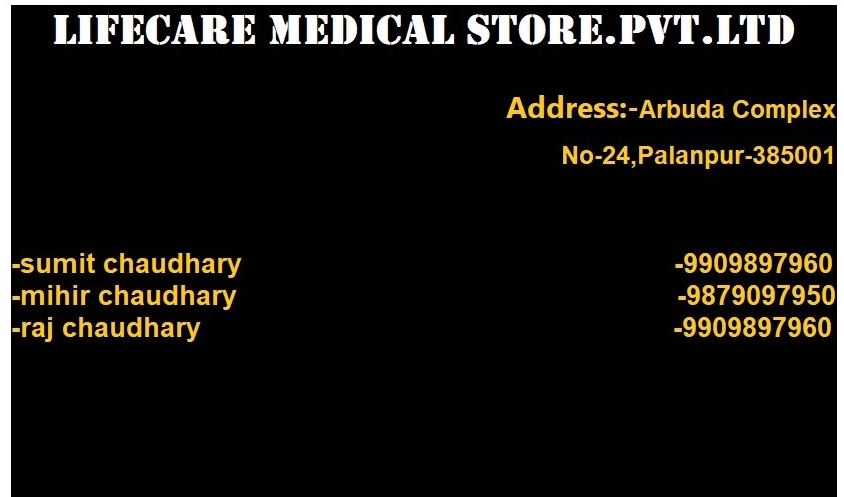 LIFECARE MEDICAL STORE.PVT.LTD
Address:-Arbuda Complex
No-24,Palanpur-385001
-sumit chaudhary -9909897960
-mihir chaudhary -9879097950
-raj chaudhary -9909897960